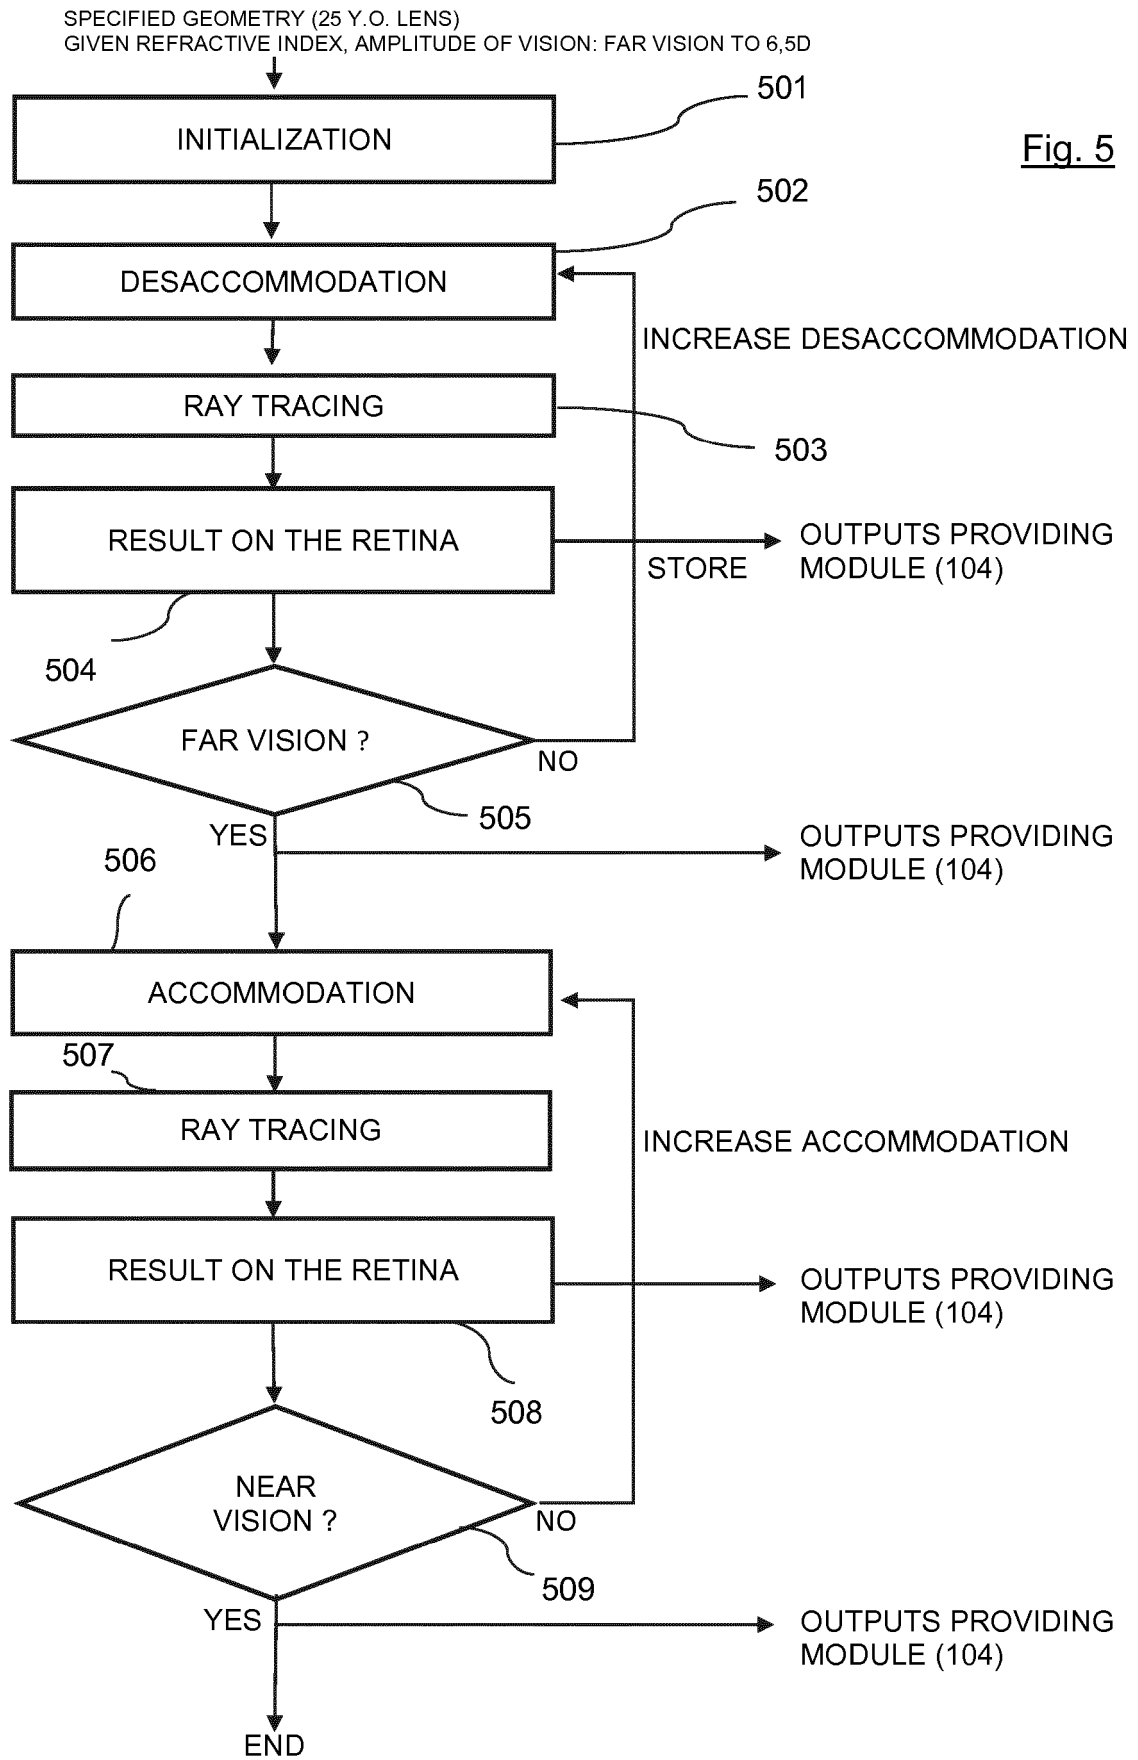 SPECIFIED GEOMETRY (25 Y.O. LENS)
GIVEN REFRACTIVE INDEX, AMPLITUDE OF VISION: FAR VISION TO 6,5D
501
INITIALIZATION
Fig. 5
502
DESACCOMMODATION
INCREASE DESACCOMMODATION
RAY TRACING
503
RESULT ON THE RETINA
OUTPUTS PROVIDING
MODULE (104)
STORE
504
FAR VISION ?
NO
505
YES
OUTPUTS PROVIDING
MODULE (104)
506
ACCOMMODATION
507
RAY TRACING
INCREASE ACCOMMODATION
RESULT ON THE RETINA
OUTPUTS PROVIDING
MODULE (104)
508
NEAR
VISION ?
NO
509
YES
OUTPUTS PROVIDING
MODULE (104)
END